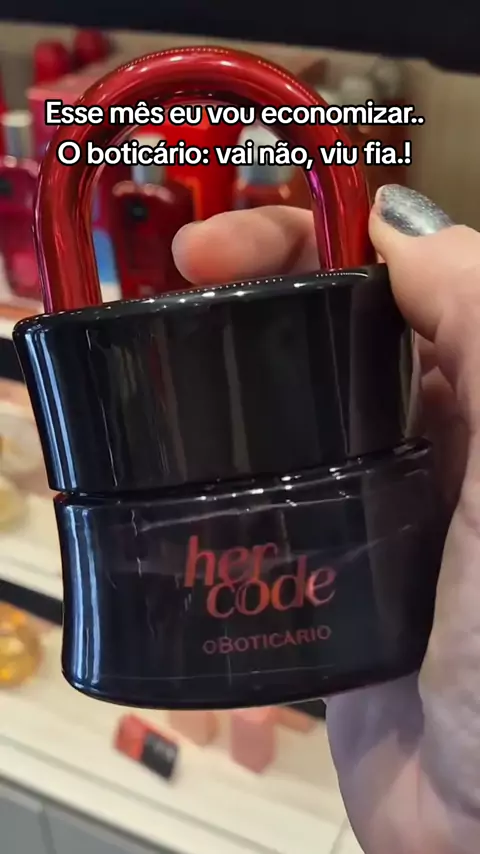 Esse mês eu vou economizar..
O boticário: vai não, viu fia.!
her
code
OBOTICÁRIO